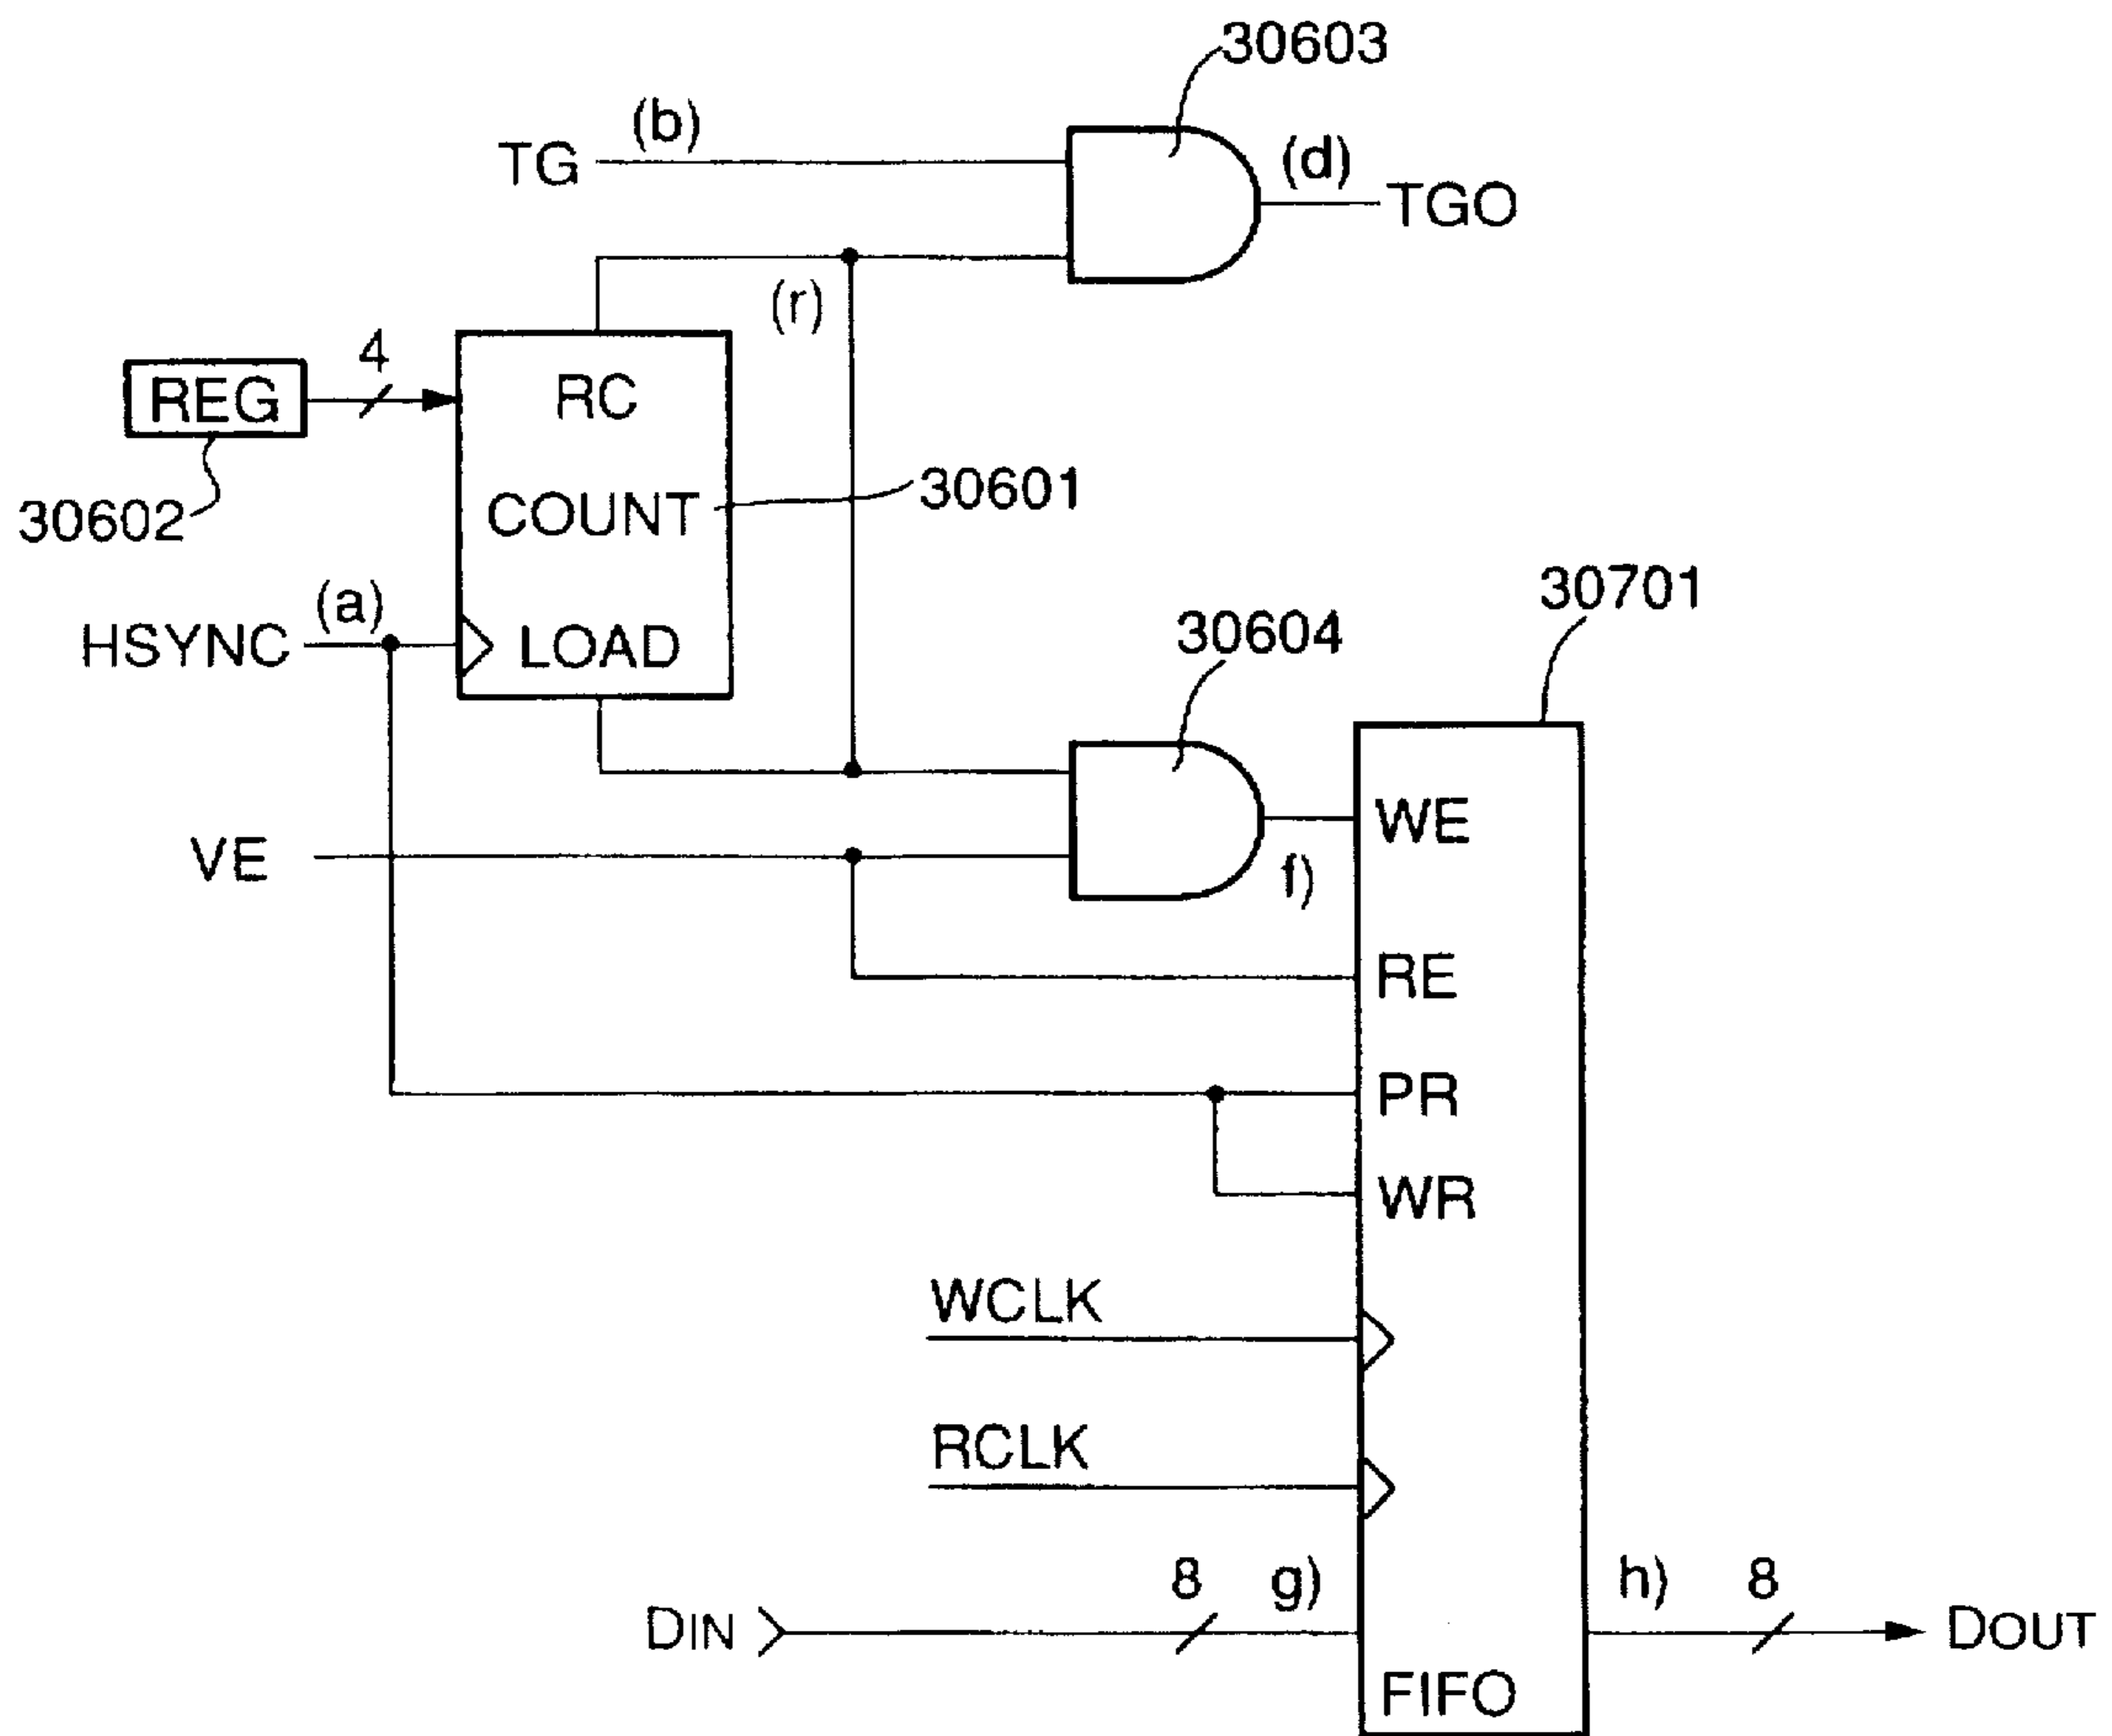 30603
(b)
TG
(d)
TGO
(r)
4
REG
RC
30602
COUNT
30601
(a)
HSYNC
LOAD
30604
30701
VE
WE
f)
RE
PR
WR
WCLK
RCLK
8
g)
h)
8
DIN
DOUT
FIFO